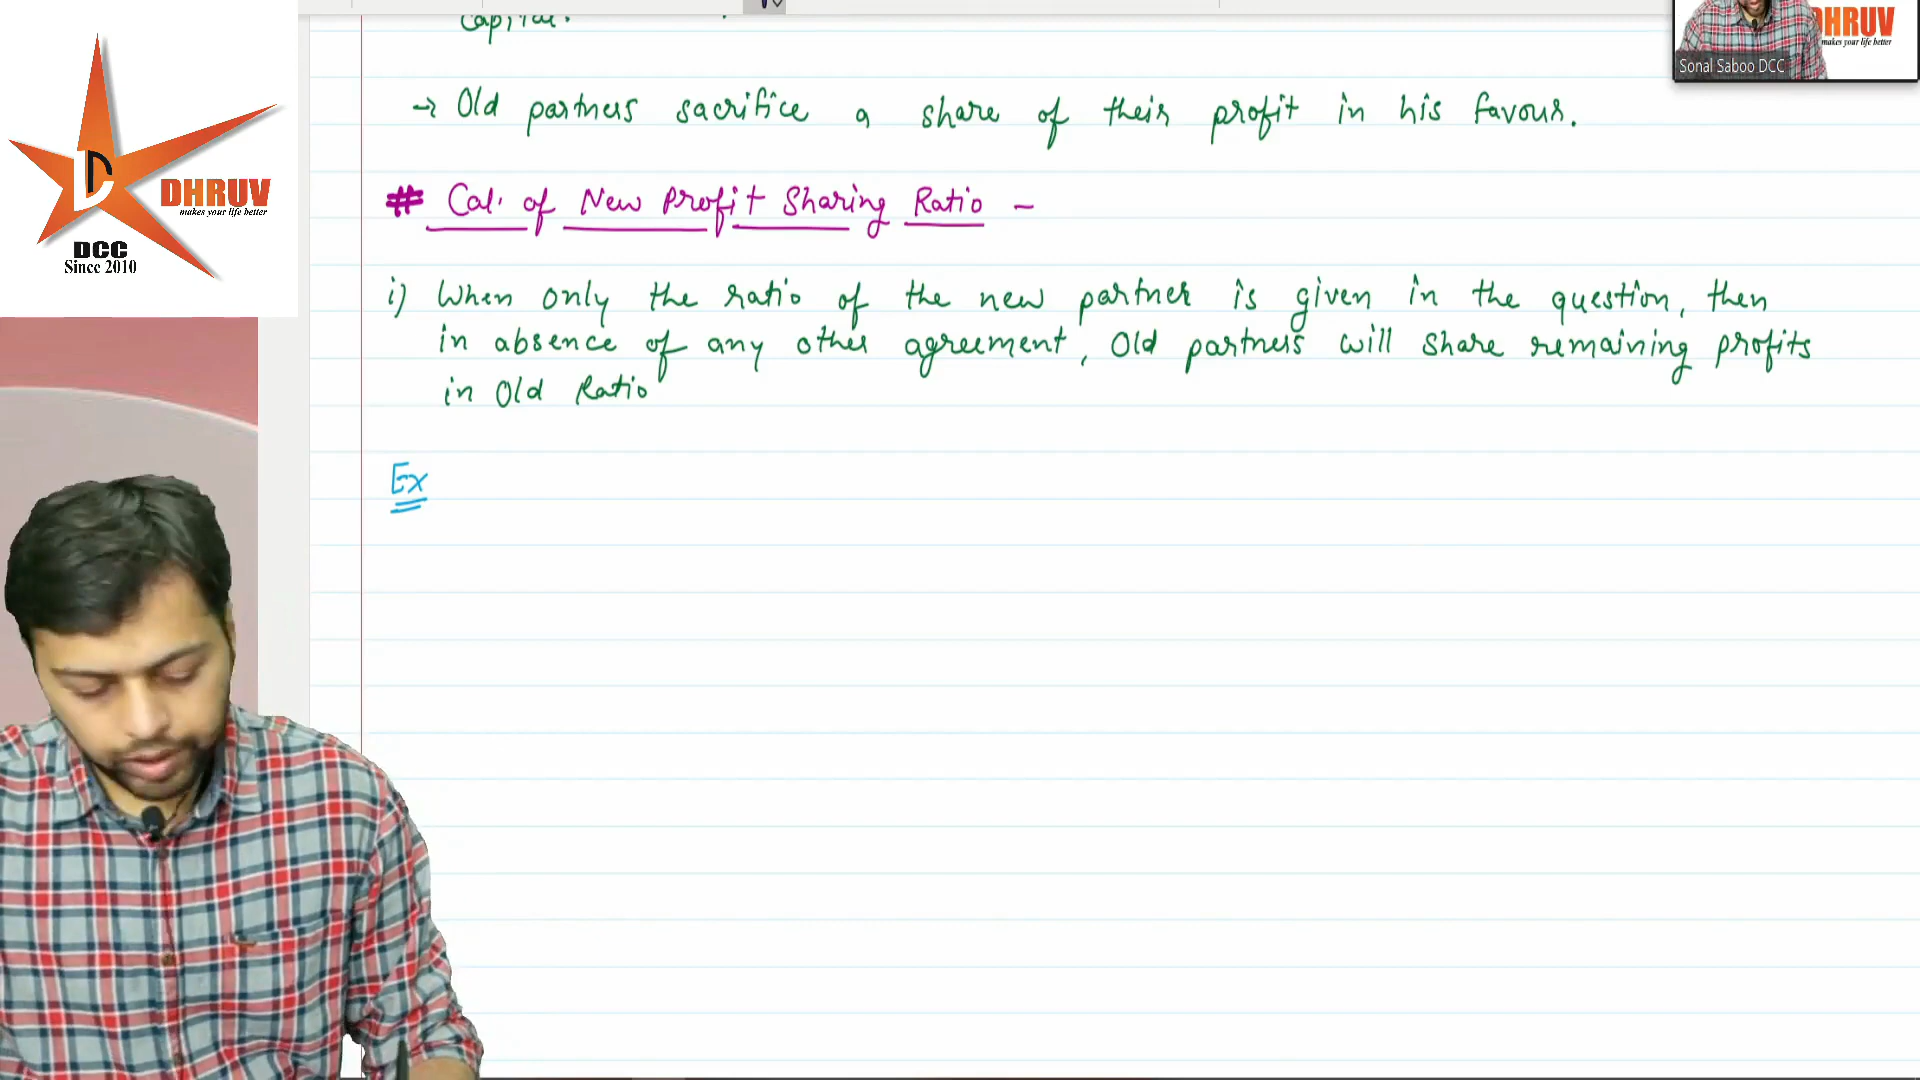 capital.
→ Old partners sacrifice a share of their profit in his favour.
# Cal. of New Profit Sharing Ratio -
i) When only the ratio of the new partner is given in the question, then
in absence of any other agreement, Old partners will share remaining profits
in Old Ratio
Ex
DC
DHRUV
makes your life better
DCC
Since 2010
DHRUV
makes your life better
Sonal Saboo DCC